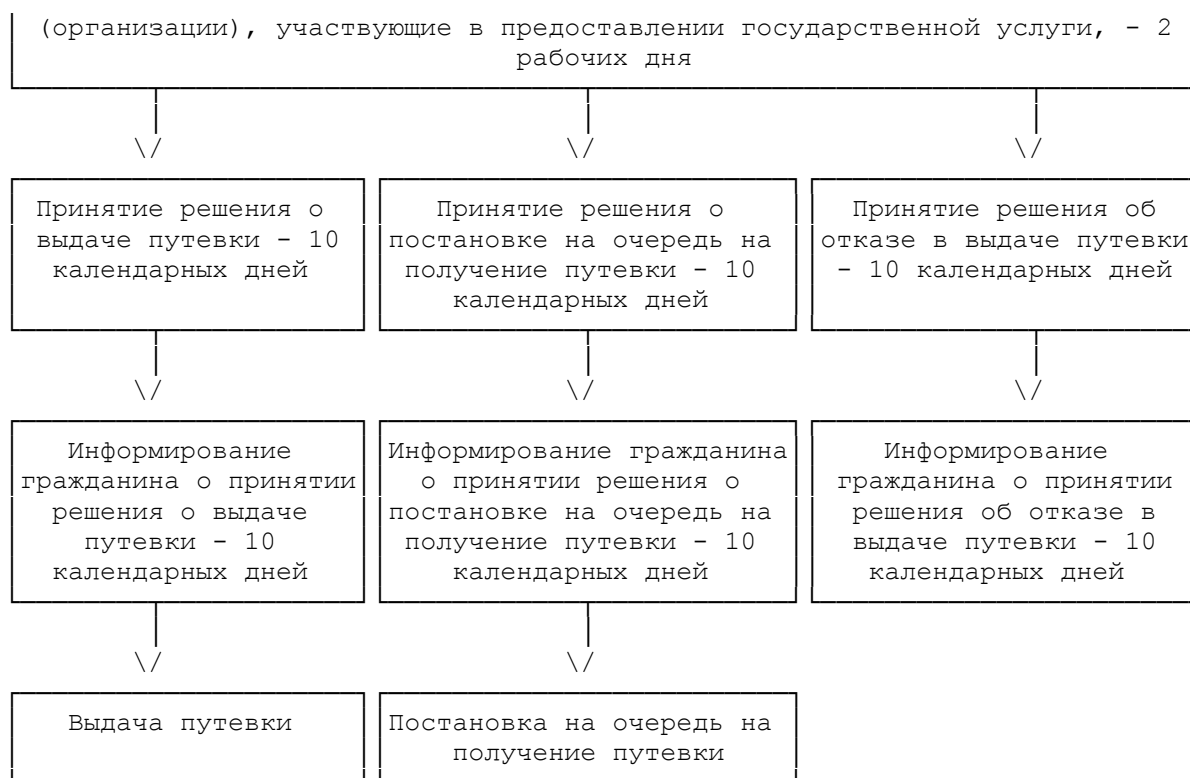 (организации), участвующие в предоставлении государственной услуги, - 2
рабочих дня
Принятие решения о
выдаче путевки - 10
календарных дней
Принятие решения о
постановке на очередь на
получение путевки - 10
календарных дней
Принятие решения об
отказе в выдаче путевки
- 10 календарных дней
Информирование
гражданина о принятии
решения о выдаче
путевки - 10
календарных дней
Информирование гражданина
о принятии решения о
постановке на очередь на
получение путевки - 10
календарных дней
Информирование
гражданина о принятии
решения об отказе в
выдаче путевки - 10
календарных дней
Выдача путевки
Постановка на очередь на
получение путевки